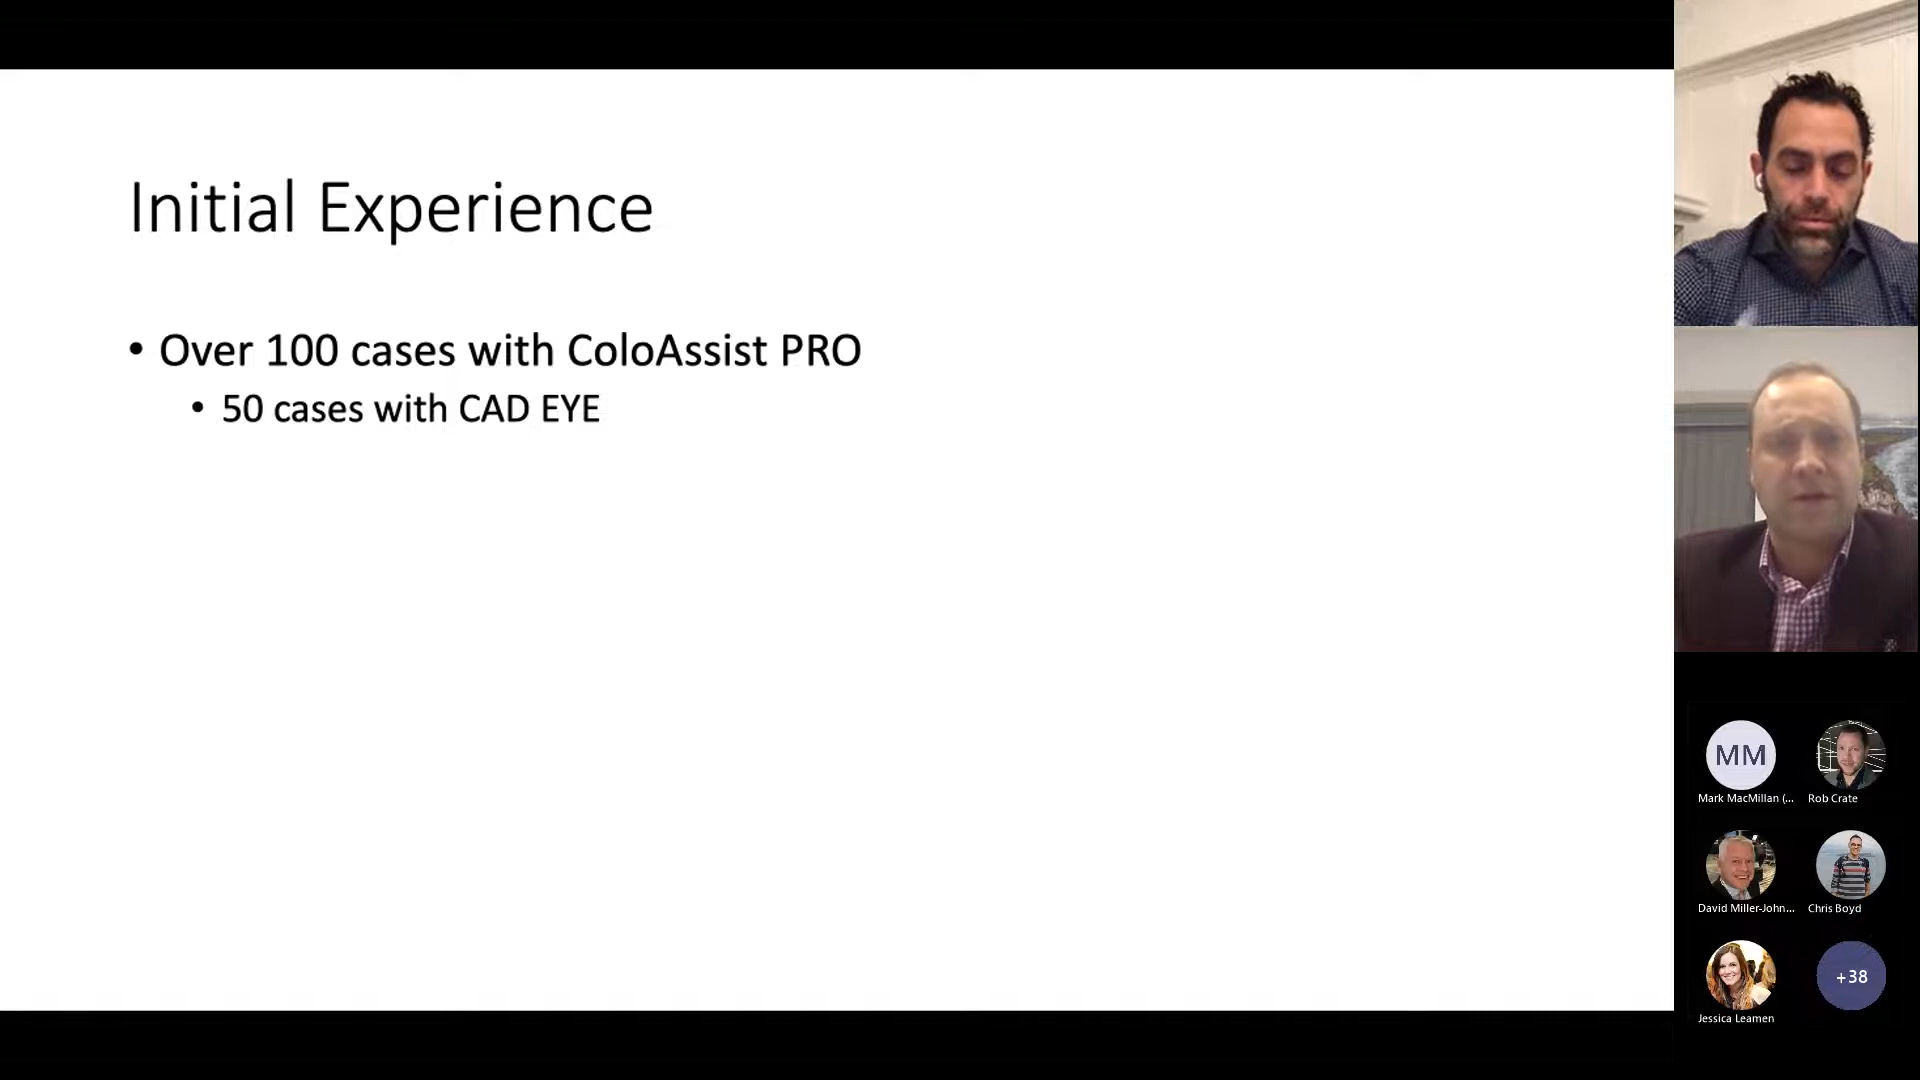 Initial Experience
• Over 100 cases with ColoAssist PRO
• 50 cases with CAD EYE
MM
Mark MacMillan (...
Rob Crate
David Miller-John...
Chris Boyd
Jessica Leamen
+38